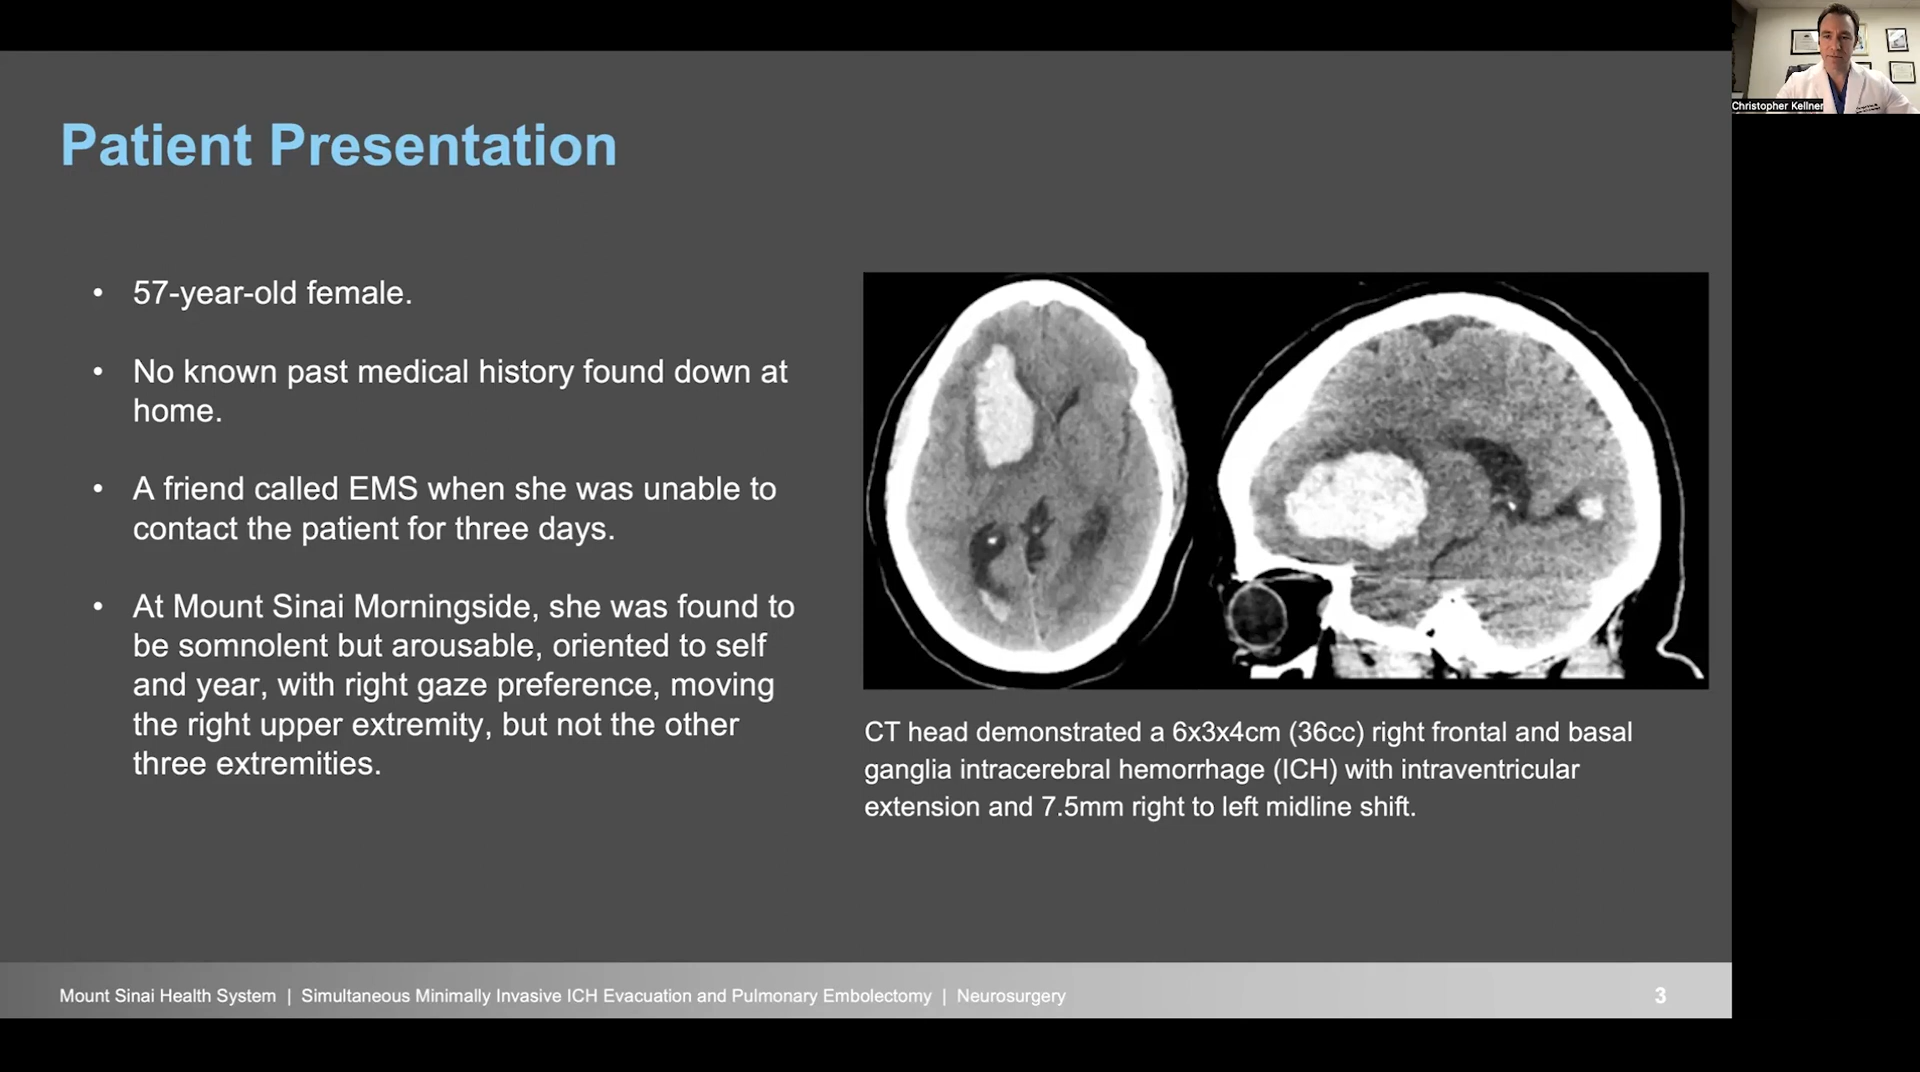 Christopher Kellner
Patient Presentation
• 57-year-old female.
• No known past medical history found down at
home.
• A friend called EMS when she was unable to
contact the patient for three days.
• At Mount Sinai Morningside, she was found to
be somnolent but arousable, oriented to self
and year, with right gaze preference, moving
the right upper extremity, but not the other
three extremities.
CT head demonstrated a 6x3x4cm (36cc) right frontal and basal
ganglia intracerebral hemorrhage (ICH) with intraventricular
extension and 7.5mm right to left midline shift.
Mount Sinai Health System | Simultaneous Minimally Invasive ICH Evacuation and Pulmonary Embolectomy | Neurosurgery
3